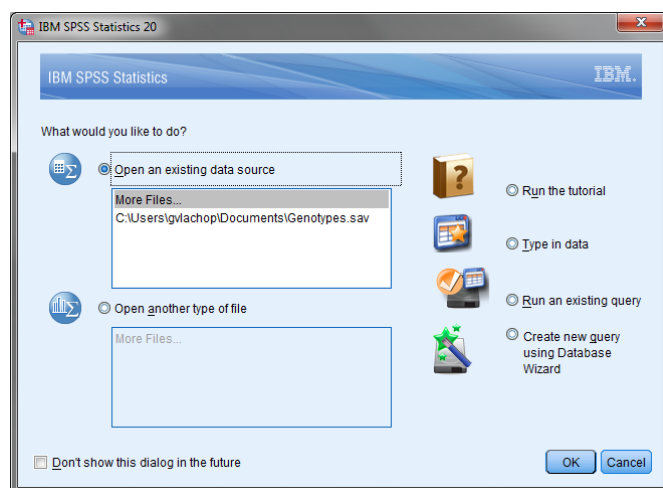 IBM SPSS Statistics 20
IBM SPSS Statistics
IBM.
What would you like to do?
Open an existing data source
More Files...
C:\Users\gvlachop\Documents\Genotypes.sav
Open another type of file
More Files...
?
Run the tutorial
Type in data
Run an existing query
Create new query
using Database
Wizard
Don't show this dialog in the future
OK
Cancel